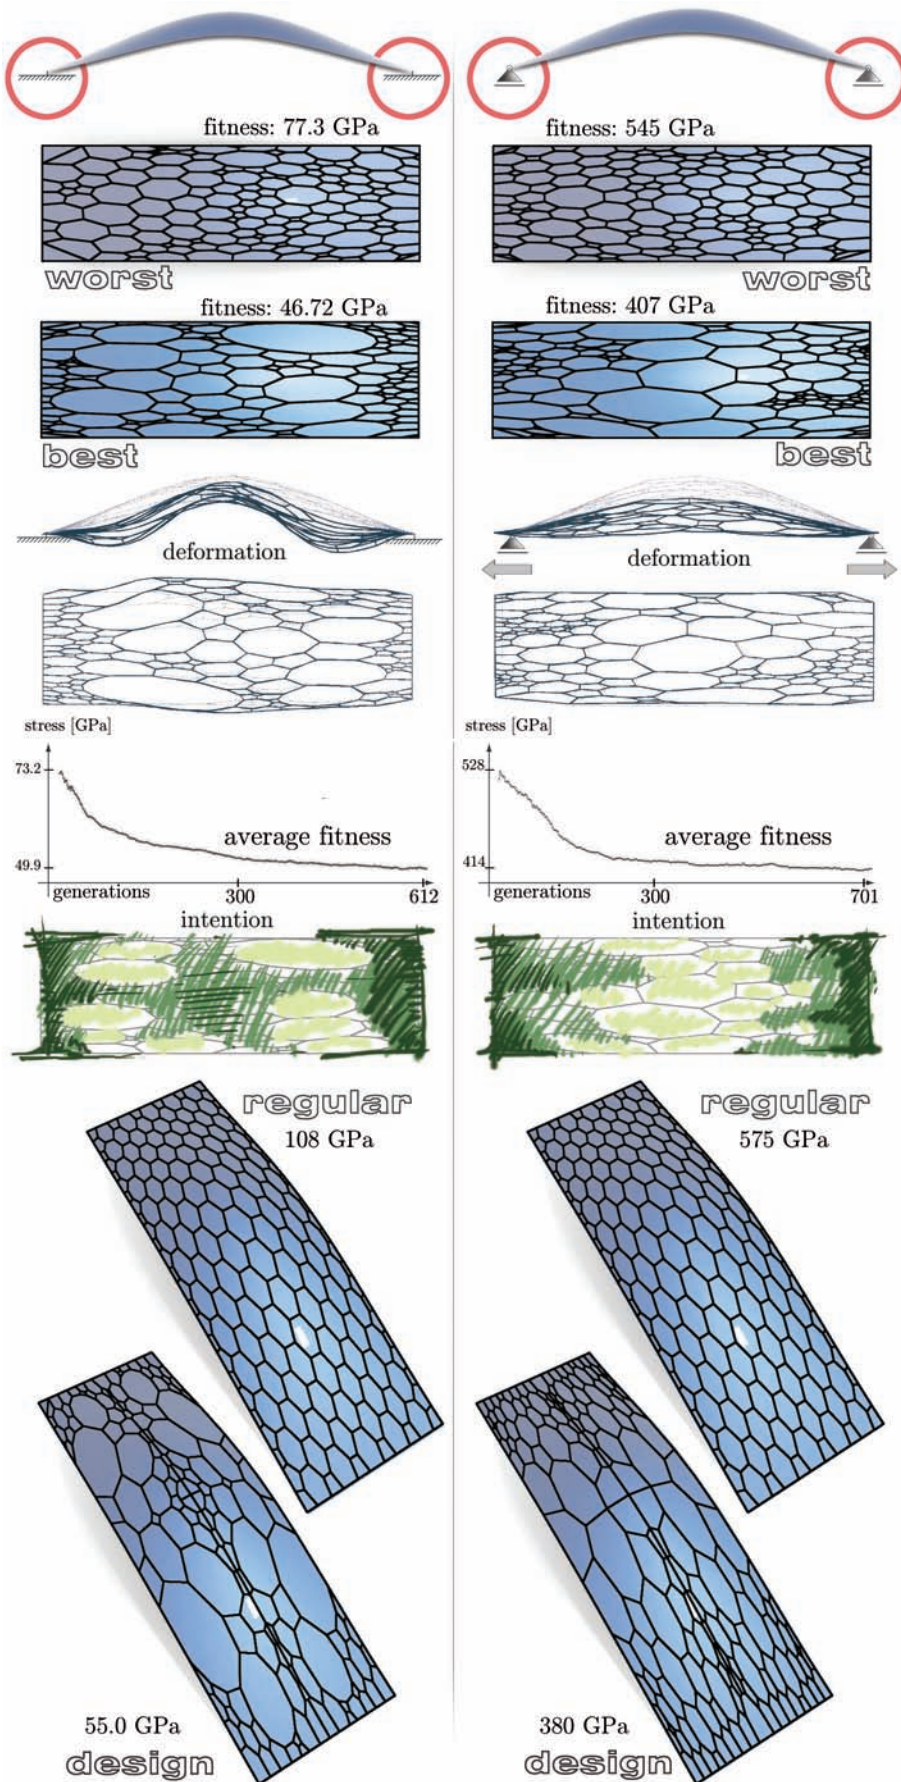 fitness: 77.3 GPa
worst
fitness: 46.72 GPa
best
deformation
stress [GPa]
73.2
average fitness
49.9
generations
300
612
intention
regular
108 GPa
55.0 GPa
design
fitness: 545 GPa
worst
fitness: 407 GPa
best
deformation
stress [GPa]
528
average fitness
414
generations
300
701
intention
regular
575 GPa
380 GPa
design